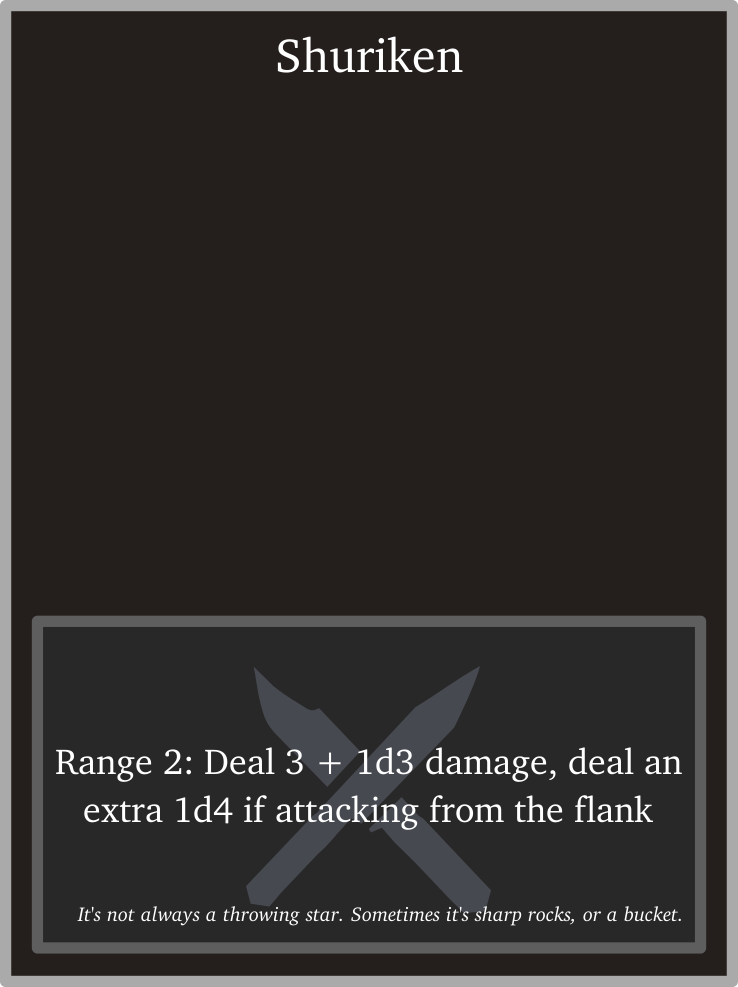 Shuriken
Range 2: Deal 3 + 1d3 damage, deal an
extra 1d4 if attacking from the flank
It's not always a throwing star. Sometimes it's sharp rocks, or a bucket.